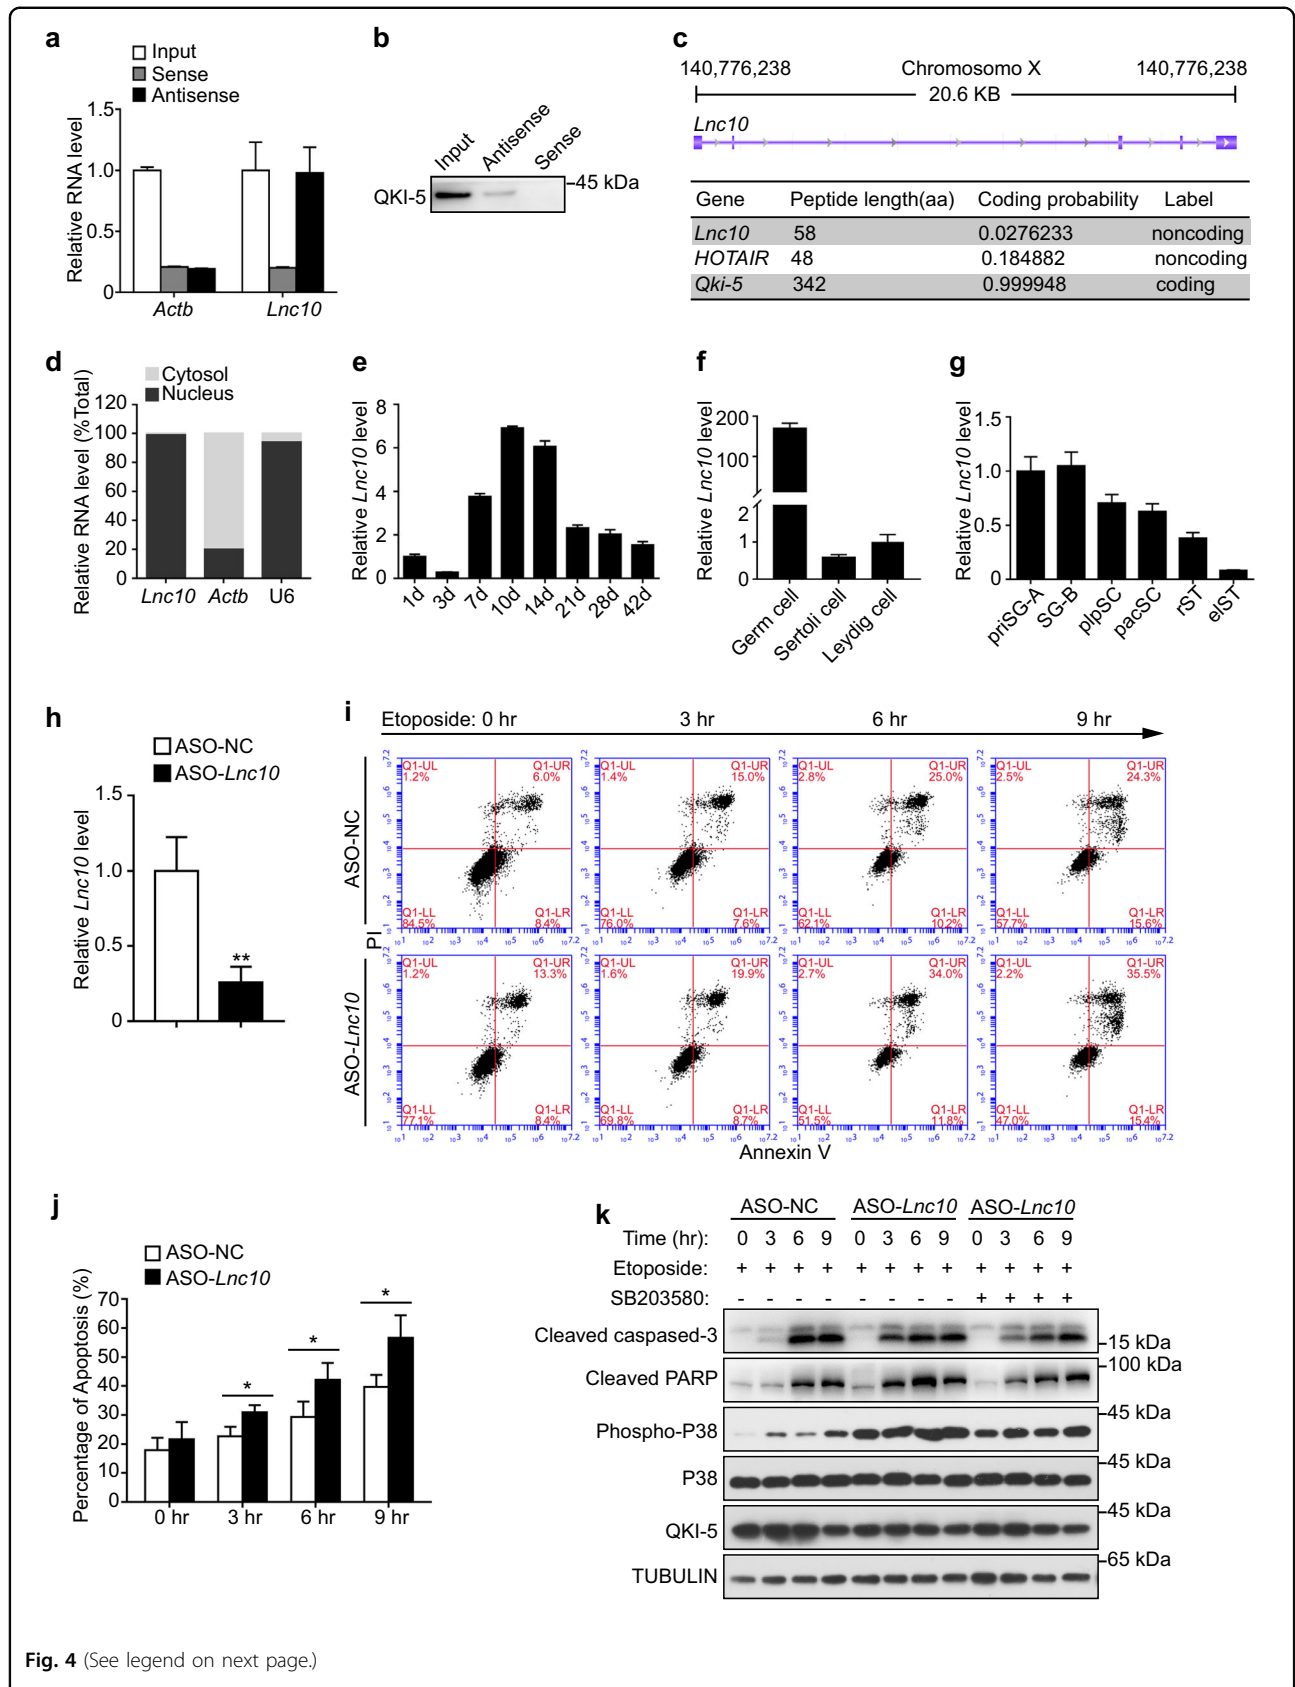 a
Input
Sense
Antisense
Relative RNA level
1.5
1.0
0.5
0
Actb
Lnc10
b
Input
Antisense
Sense
QKI-5
45 kDa
c
140,776,238
Chromosomo X
140,776,238
20.6 KB
Lnc10
Gene Peptide length(aa) Coding probability Label
Lnc10 58 0.0276233 noncoding
HOTAIR 48 0.184882 noncoding
Qki-5 342 0.999948 coding
d
Cytosol
Nucleus
Relative RNA level (%Total)
120
100
80
60
40
20
0
Lnc10 Actb U6
e
Relative Lnc10 level
8
6
4
2
0
1d 3d 7d 10d 14d 21d 28d 42d
f
Relative Lnc10 level
200
100
2
1
0
Germ cell
Sertoli cell
Leydig cell
g
Relative Lnc10 level
1.5
1.0
0.5
0
priSG-A
SG-B
plpSC
pacSC
rST
elST
h
ASO-NC
ASO-Lnc10
Relative Lnc10 level
1.5
1.0
0.5
0
**
i
Etoposide: 0 hr 3 hr 6 hr 9 hr
ASO-NC
Q1-UL Q1-UR Q1-UL Q1-UR Q1-UL Q1-UR Q1-UL Q1-UR
1.2% 6.0% 1.4% 15.0% 2.8% 25.0% 2.5% 24.3%
Q1-LL Q1-LR Q1-LL Q1-LR Q1-LL Q1-LR Q1-LL Q1-LR
84.5% 8.4% 76.0% 7.6% 62.1% 10.2% 57.7% 15.6%
PI
ASO-Lnc10
Q1-UL Q1-UR Q1-UL Q1-UR Q1-UL Q1-UR Q1-UL Q1-UR
1.2% 13.3% 1.6% 19.9% 2.7% 34.0% 2.2% 35.5%
Q1-LL Q1-LR Q1-LL Q1-LR Q1-LL Q1-LR Q1-LL Q1-LR
77.1% 8.4% 69.8% 8.7% 51.5% 11.8% 47.0% 15.4%
Annexin V
j
ASO-NC
ASO-Lnc10
Percentage of Apoptosis (%)
70
60
50
40
30
20
10
0
* * *
0 hr 3 hr 6 hr 9 hr
k
ASO-NC ASO-Lnc10 ASO-Lnc10
Time (hr): 0 3 6 9 0 3 6 9 0 3 6 9
Etoposide: + + + + + + + + + + + +
SB203580: - - - - - - - - + + + +
Cleaved caspased-3 15 kDa
Cleaved PARP 100 kDa
Phospho-P38 45 kDa
P38 45 kDa
QKI-5 45 kDa
TUBULIN 65 kDa
Fig. 4 (See legend on next page.)